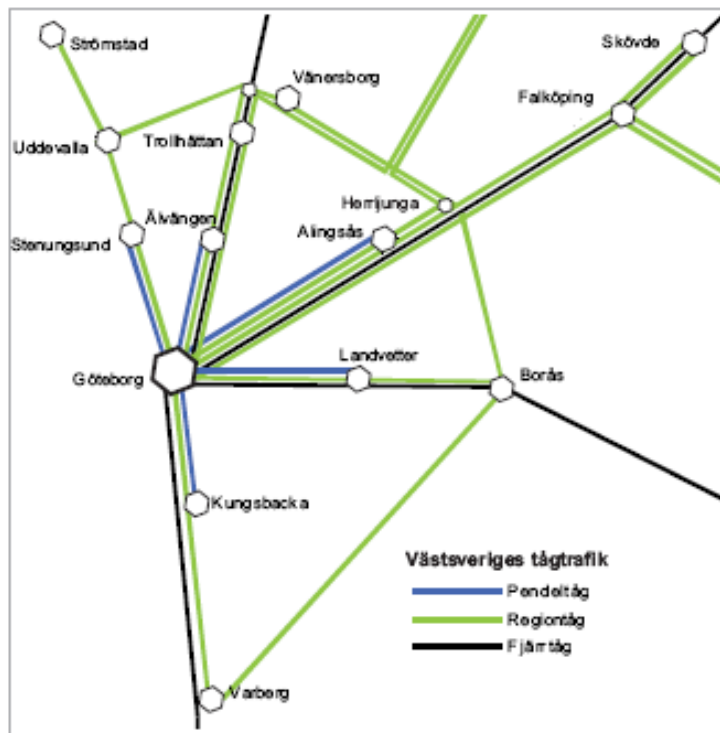 Strömstad
Skövde
Vänersborg
Falköping
Uddevalla
Trollhättan
Herrljunga
Älvängen
Alingsås
Stenungsund
Landvetter
Göteborg
Borås
Kungsbacka
Västsveriges tågtrafik
Pendeltåg
Regiontåg
Fjärrtåg
Varberg